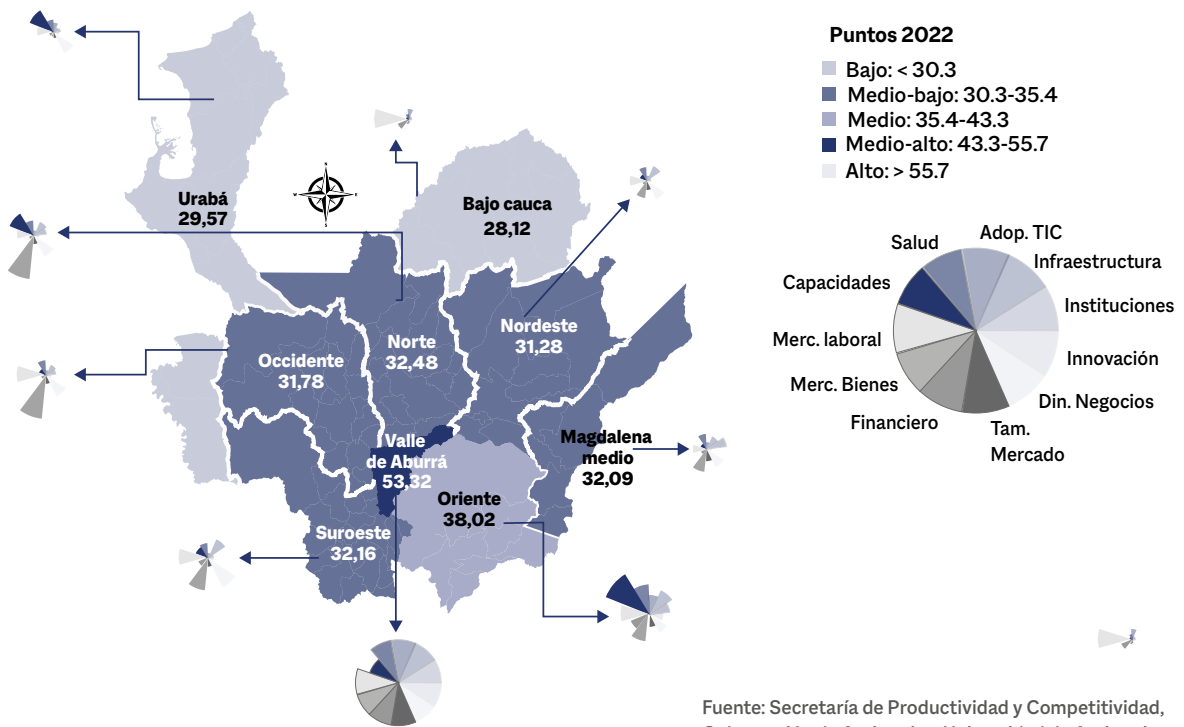 Puntos 2022
Bajo: < 30.3
Medio-bajo: 30.3-35.4
Medio: 35.4-43.3
Medio-alto: 43.3-55.7
Alto: > 55.7
Urabá
29,57
N
W
E
S
Bajo cauca
28,12
Norte
32,48
Nordeste
31,28
Occidente
31,78
Valle
de Aburrá
53,32
Magdalena
medio
32,09
Oriente
38,02
Suroeste
32,16
Salud
Adop. TIC
Infraestructura
Capacidades
Instituciones
Merc. laboral
Innovación
Merc. Bienes
Din. Negocios
Financiero
Tam.
Mercado
Fuente: Secretaría de Productividad y Competitividad,